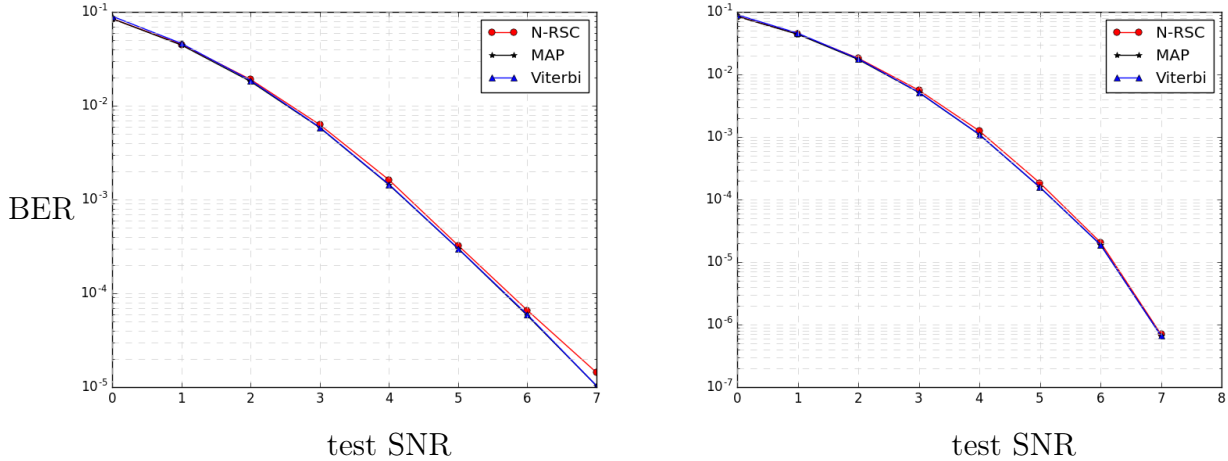 10^-1
10^-2
10^-3
10^-4
10^-5
0 1 2 3 4 5 6 7
N-RSC
MAP
Viterbi
BER
test SNR
10^-1
10^-2
10^-3
10^-4
10^-5
10^-6
10^-7
0 1 2 3 4 5 6 7 8
N-RSC
MAP
Viterbi
test SNR